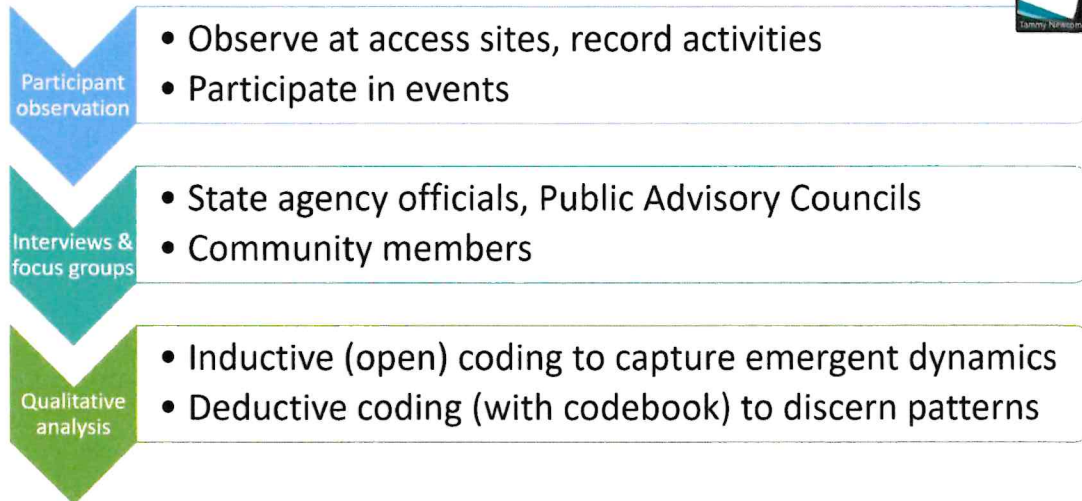 Tammy Newsom
Participant
observation
• Observe at access sites, record activities
• Participate in events
Interviews &
focus groups
• State agency officials, Public Advisory Councils
• Community members
Qualitative
analysis
• Inductive (open) coding to capture emergent dynamics
• Deductive coding (with codebook) to discern patterns